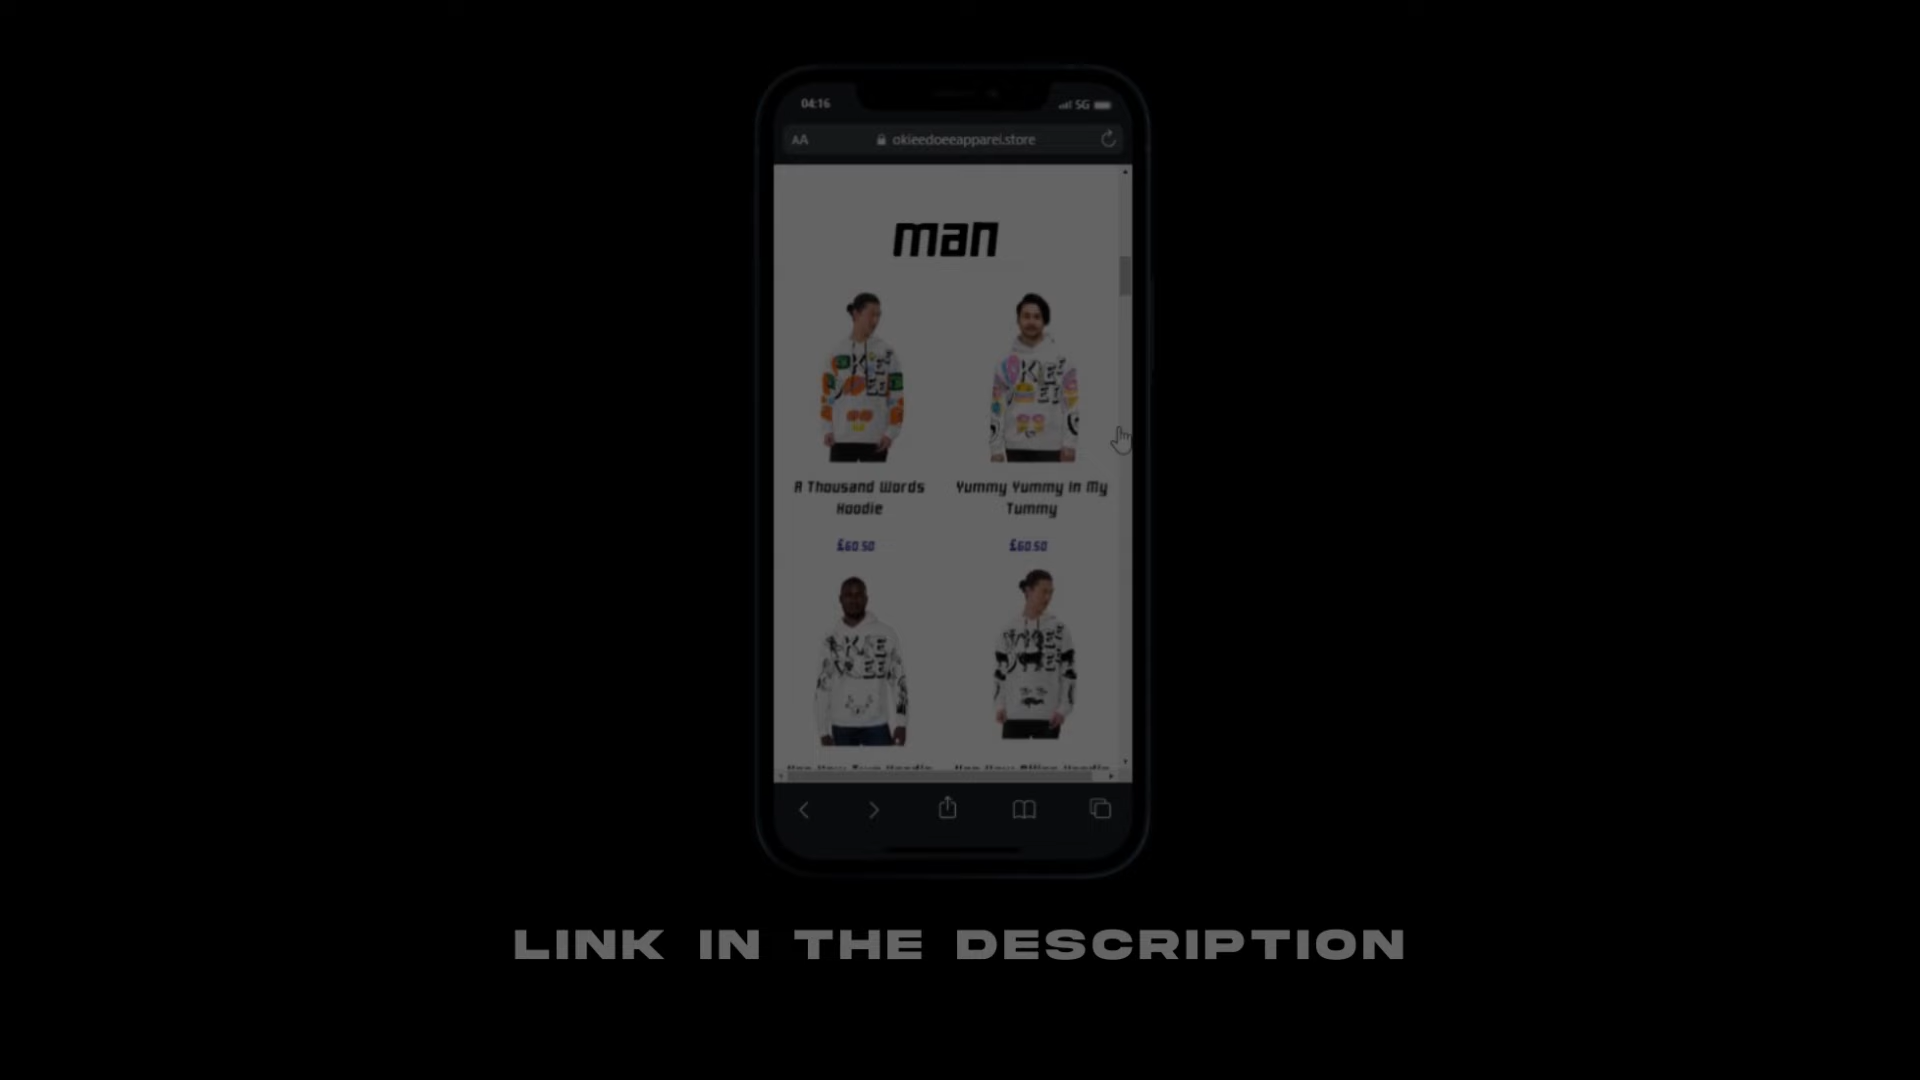 04:16
5G
AA
okieedoeeapparel.store
man
A Thousand Words
Hoodie
Yummy Yummy In My
Tummy
£60.50
£60.50
LINK IN THE DESCRIPTION